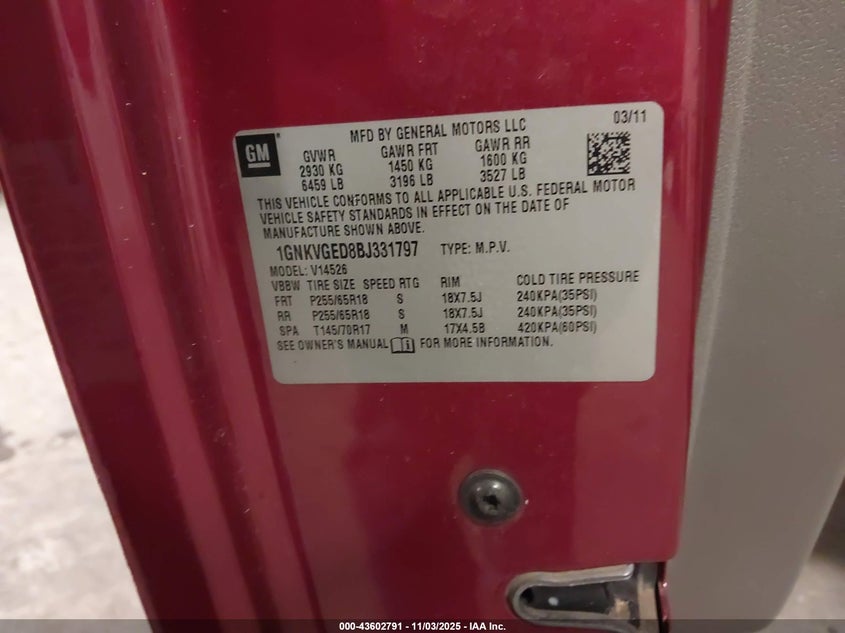 MFD BY GENERAL MOTORS LLC 03/11
GM
GVWR GAWR FRT GAWR RR
2930 KG 1450 KG 1600 KG
6459 LB 3196 LB 3527 LB
THIS VEHICLE CONFORMS TO ALL APPLICABLE U.S. FEDERAL MOTOR
VEHICLE SAFETY STANDARDS IN EFFECT ON THE DATE OF
MANUFACTURE SHOWN ABOVE.
1GNKVGED8BJ331797 TYPE: M.P.V.
MODEL: V14526
VBBW TIRE SIZE SPEED RTG RIM COLD TIRE PRESSURE
FRT P255/65R18 S 18X7.5J 240KPA(35PSI)
RR P255/65R18 S 18X7.5J 240KPA(35PSI)
SPA T145/70R17 M 17X4.5B 420KPA(60PSI)
SEE OWNER'S MANUAL FOR MORE INFORMATION.
000-43602791 - 11/03/2025 - IAA Inc.